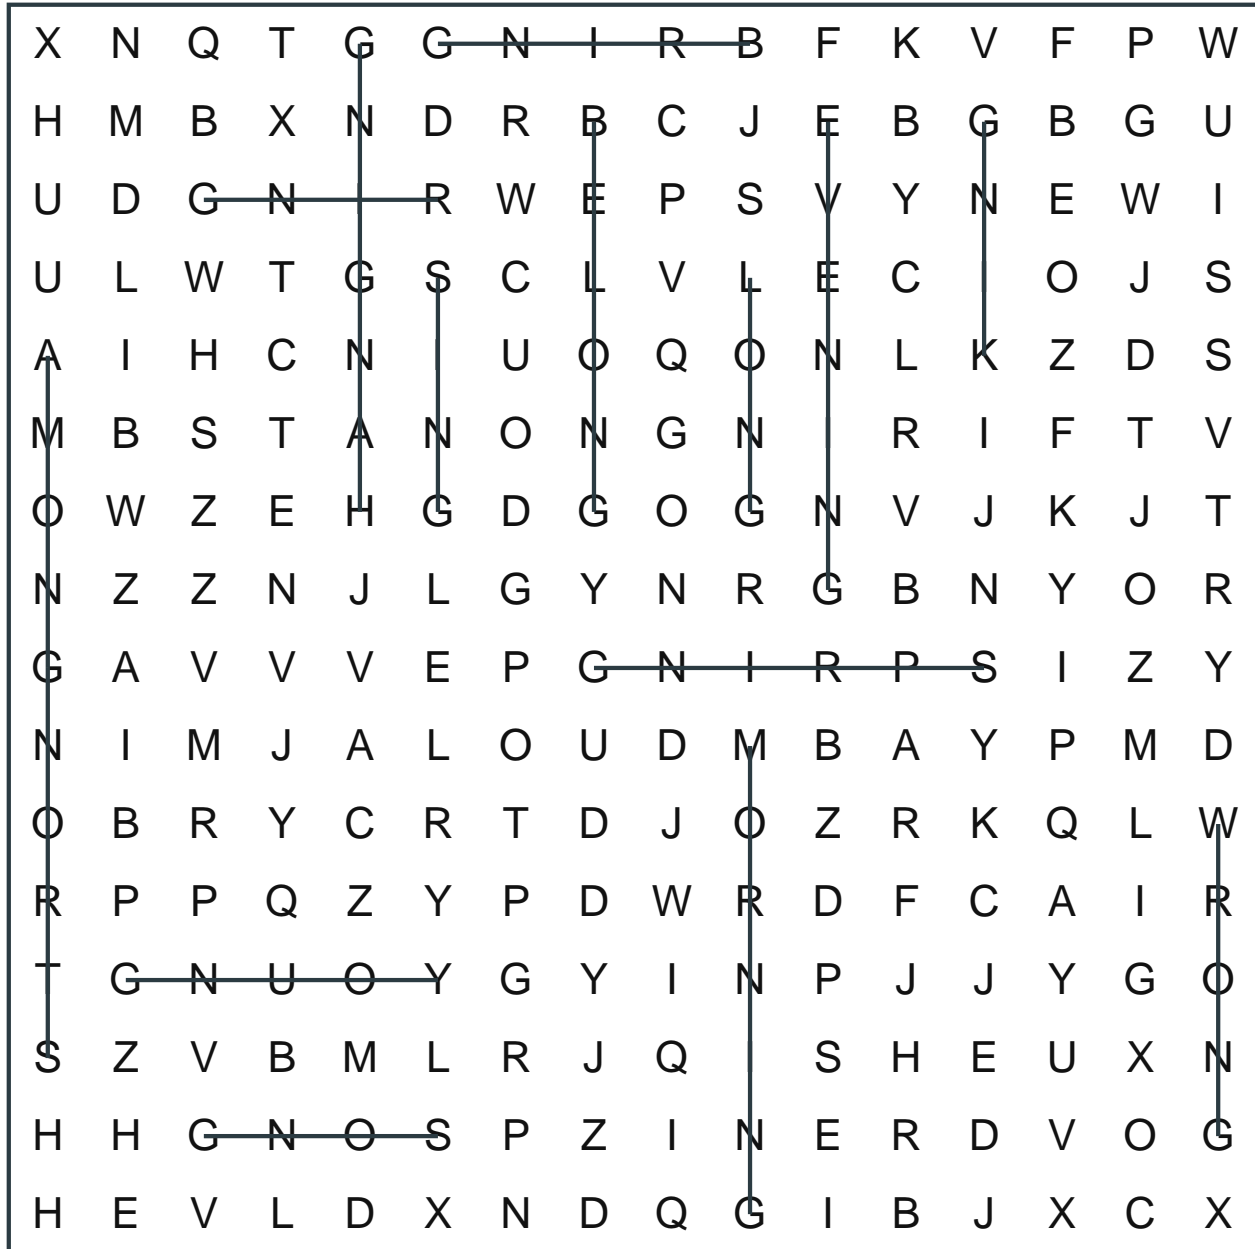 X N Q T G G N I R B F K V F P W
H M B X N D R B C J E B G B G U
U D G N I R W E P S V Y N E W I
U L W T G S C L V L E C I O J S
A I H C N I U O Q O N L K Z D S
M B S T A N O N G N I R I F T V
O W Z E H G D G O G N V J K J T
N Z Z N J L G Y N R G B N Y O R
G A V V V E P G N I R P S I Z Y
N I M J A L O U D M B A Y P M D
O B R Y C R T D J O Z R K Q L W
R P P Q Z Y P D W R D F C A I R
T G N U O Y G Y I N P J J Y G O
S Z V B M L R J Q I S H E U X N
H H G N O S P Z I N E R D V O G
H E V L D X N D Q G I B J X C X